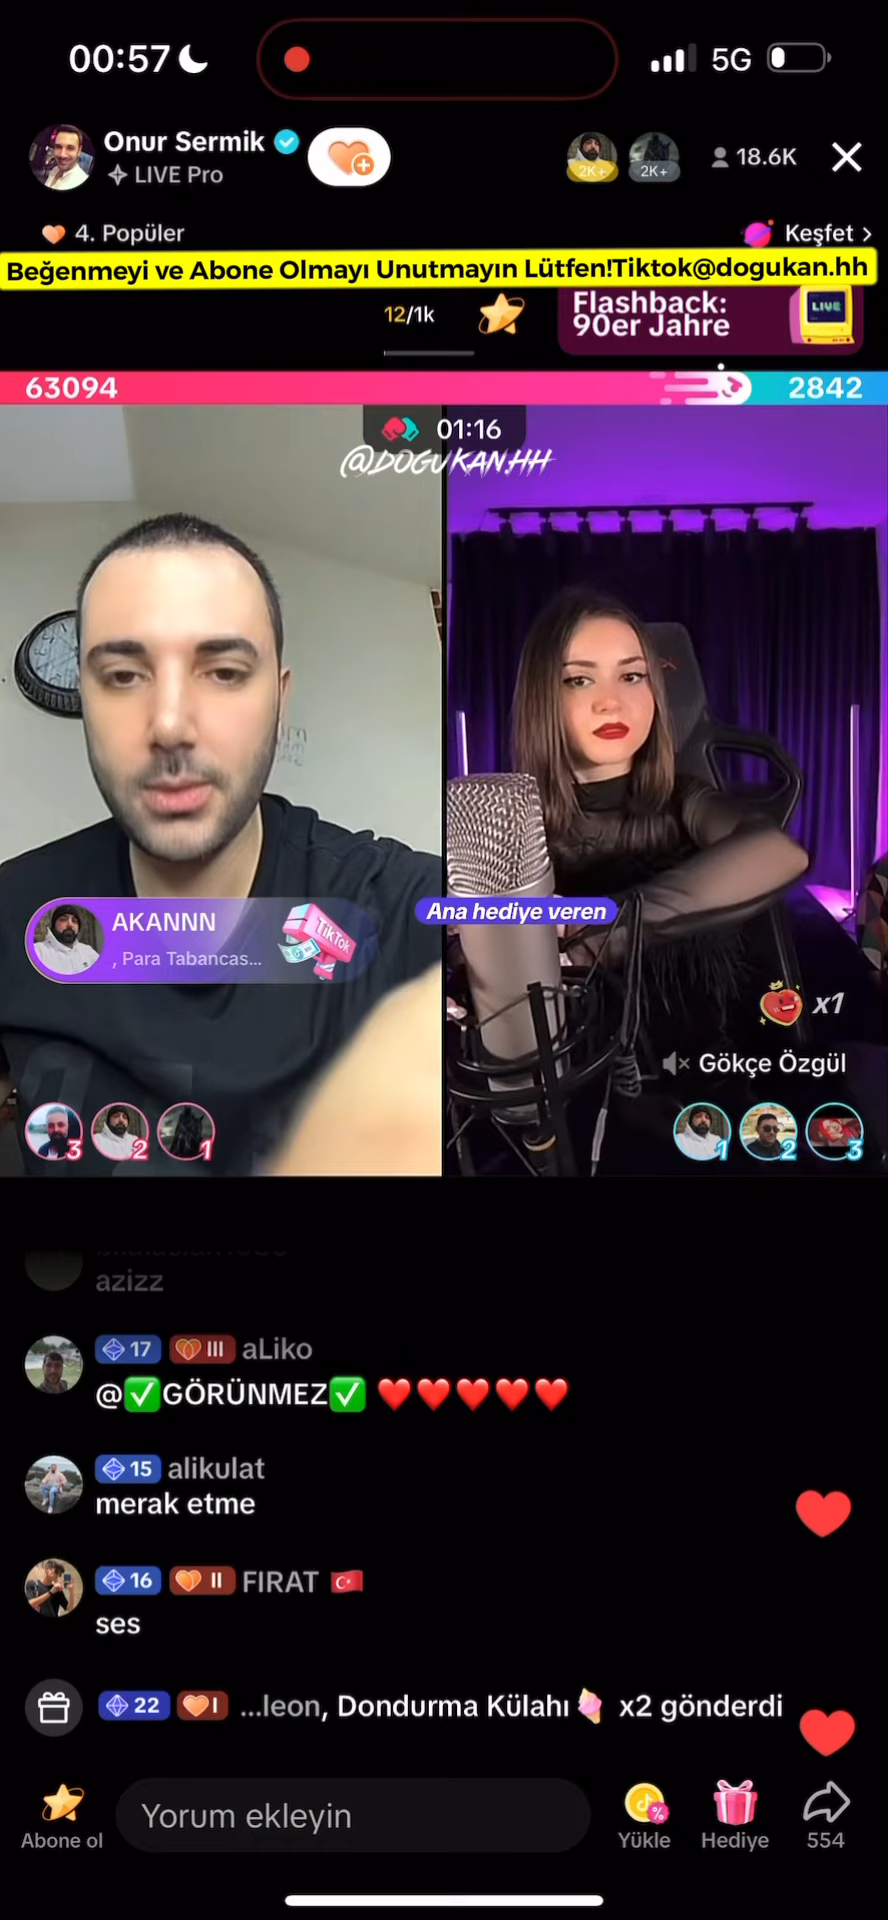 00:57
5G
Onur Sermik
LIVE Pro
2K+
2K+
18.6K
4. Popüler
Keşfet >
Beğenmeyi ve Abone Olmayı Unutmayın Lütfen!Tiktok@dogukan.hh
12/1k
Flashback:
90er Jahre
LIVE
63094
2842
01:16
@DOGUKAN.HH
AKANNN
, Para Tabancas...
TikTok
Ana hediye veren
x1
Gökçe Özgül
3
2
1
1
2
3
azizz
17 III aLiko
@✅GÖRÜNMEZ✅ ❤️❤️❤️❤️❤️
15 alikulat
merak etme
16 II FIRAT 🇹🇷
ses
22 I ...leon, Dondurma Külahı x2 gönderdi
Abone ol
Yorum ekleyin
Yükle
Hediye
554